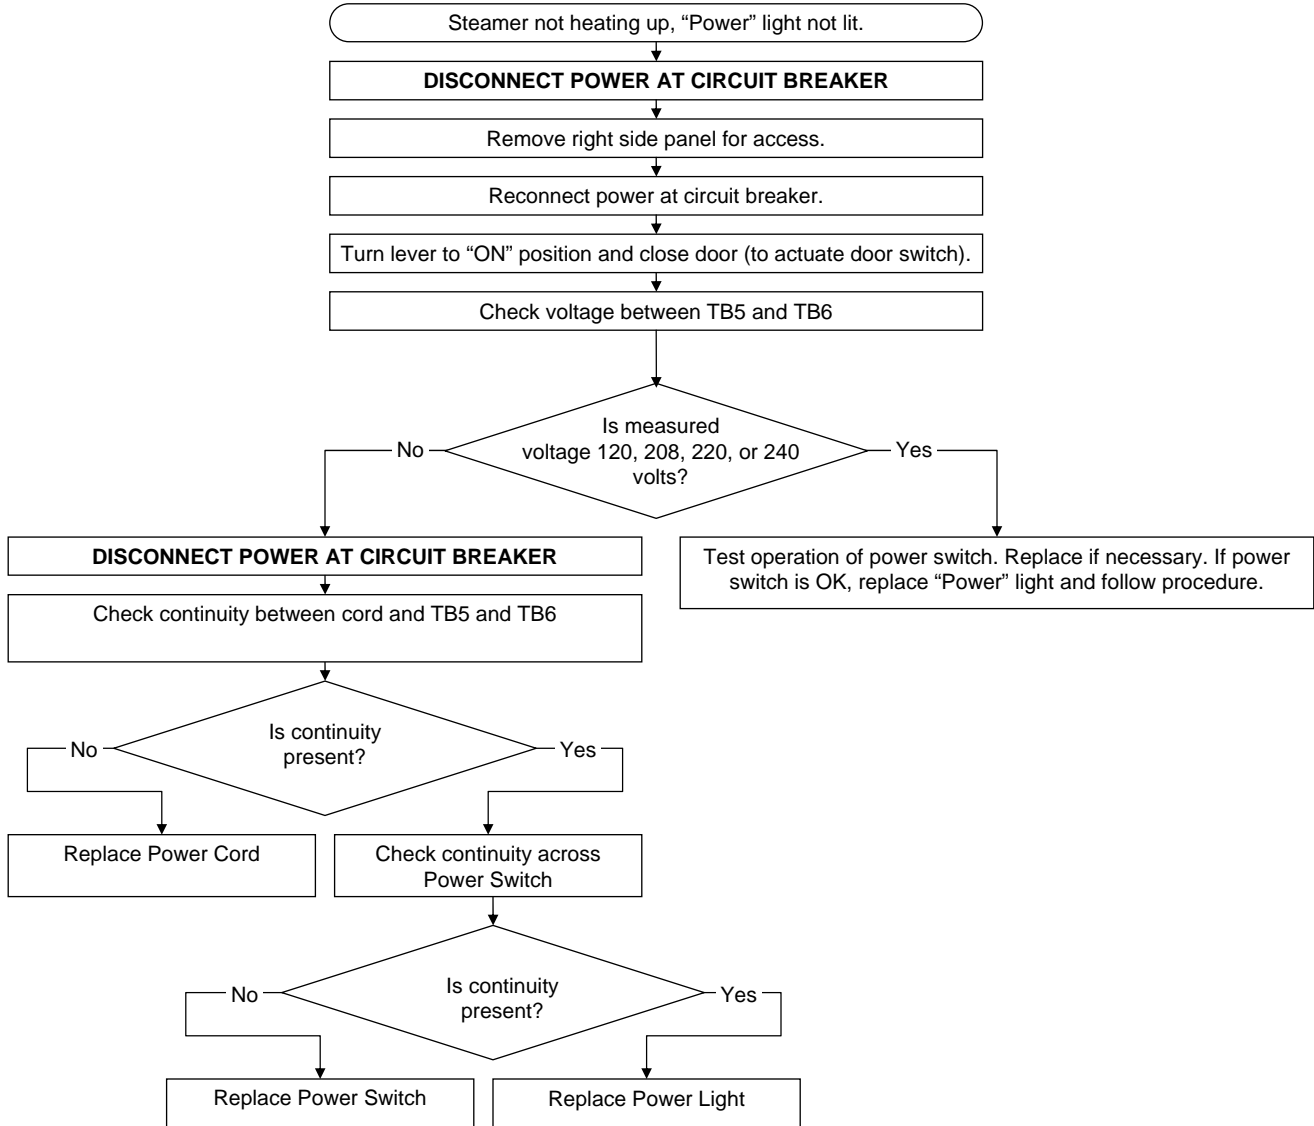 Steamer not heating up, “Power” light not lit.
DISCONNECT POWER AT CIRCUIT BREAKER
Remove right side panel for access.
Reconnect power at circuit breaker.
Turn lever to “ON” position and close door (to actuate door switch).
Check voltage between TB5 and TB6
Is measured
voltage 120, 208, 220, or 240
volts?
No
Yes
DISCONNECT POWER AT CIRCUIT BREAKER
Test operation of power switch. Replace if necessary. If power
switch is OK, replace “Power” light and follow procedure.
Check continuity between cord and TB5 and TB6
Is continuity
present?
No
Yes
Replace Power Cord
Check continuity across
Power Switch
Is continuity
present?
No
Yes
Replace Power Switch
Replace Power Light